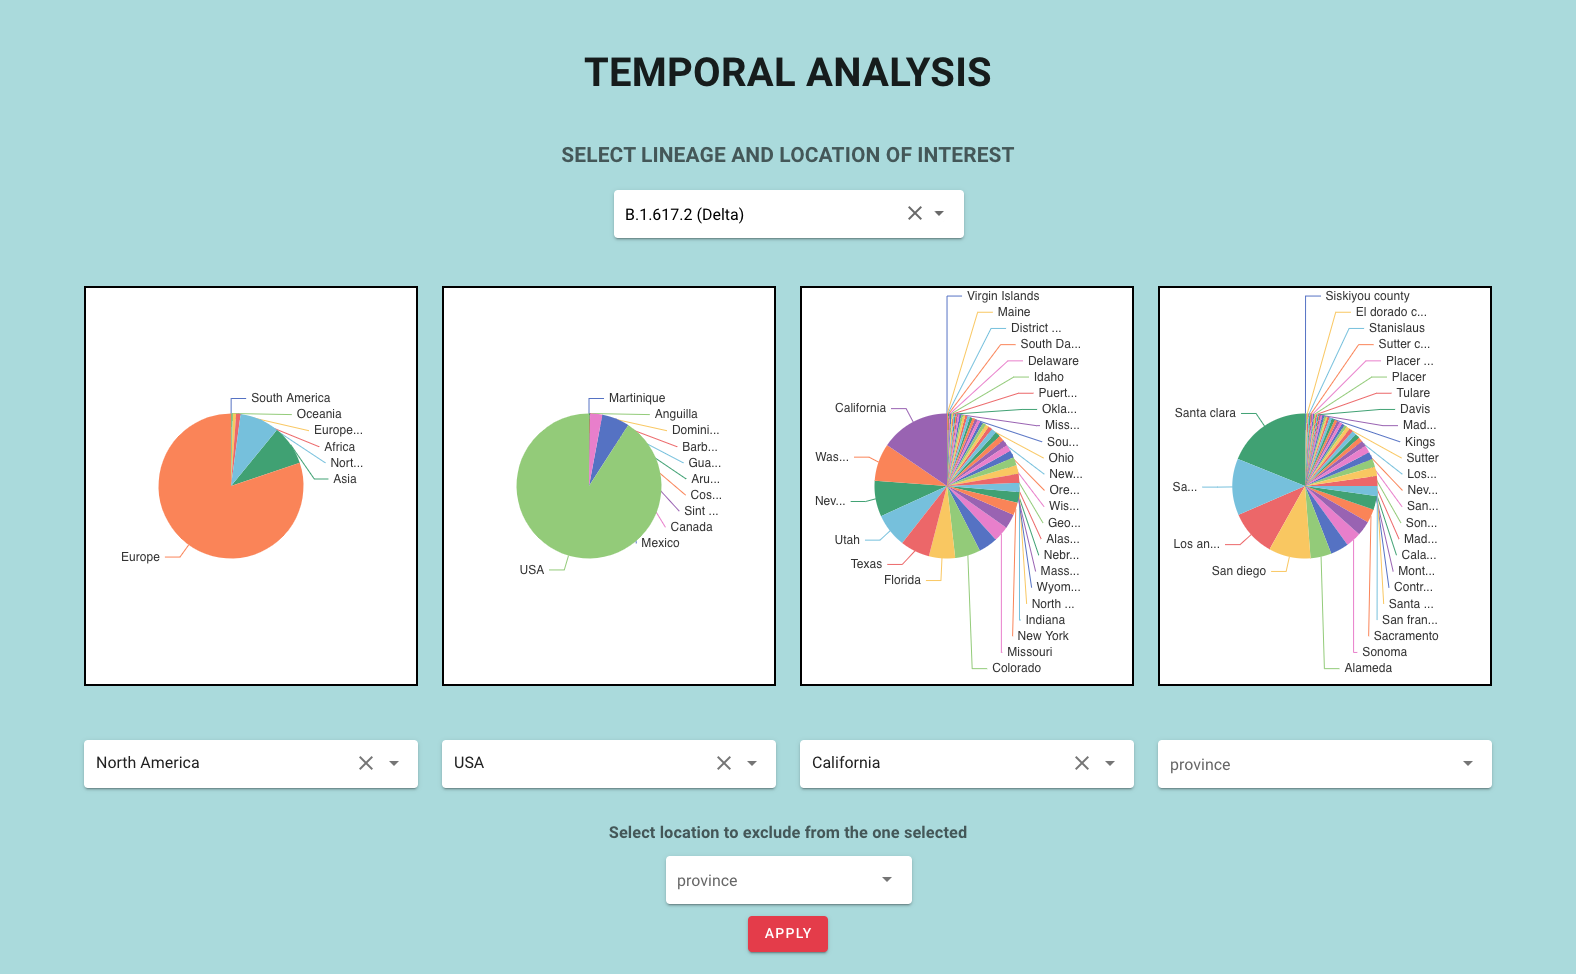 TEMPORAL ANALYSIS
SELECT LINEAGE AND LOCATION OF INTEREST
B.1.617.2 (Delta)
South America
Oceania
Europe...
Africa
Nort...
Asia
Europe
Martinique
Anguilla
Domini...
Barb...
Gua...
Aru...
Cos...
Sint ...
Canada
Mexico
USA
Virgin Islands
Maine
District ...
South Da...
Delaware
Idaho
Puert...
Okla...
Miss...
Sou...
Ohio
New...
Ore...
Wis...
Geo...
Alas...
Nebr...
Mass...
Wyom...
North ...
Indiana
New York
Missouri
Colorado
California
Was...
Nev...
Utah
Texas
Florida
Siskiyou county
El dorado c...
Stanislaus
Sutter c...
Placer ...
Placer
Tulare
Davis
Mad...
Kings
Sutter
Los...
Nev...
San...
Son...
Mad...
Cala...
Mont...
Contr...
Santa ...
San fran...
Sacramento
Sonoma
Alameda
Santa clara
Sa...
Los an...
San diego
North America
USA
California
province
Select location to exclude from the one selected
province
APPLY